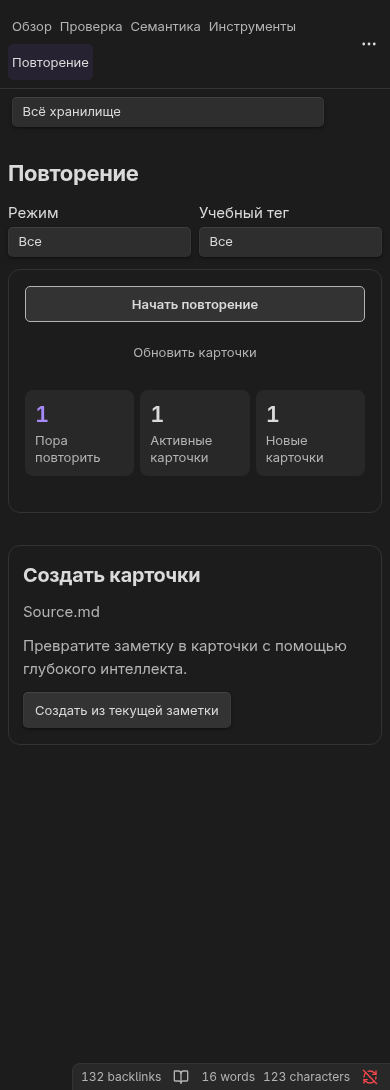 Обзор Проверка Семантика Инструменты
Повторение
Всё хранилище
Повторение
Режим Учебный тег
Все Все
Начать повторение
Обновить карточки
1 1 1
Пора Активные Новые
повторить карточки карточки
Создать карточки
Source.md
Превратите заметку в карточки с помощью
глубокого интеллекта.
Создать из текущей заметки
132 backlinks 16 words 123 characters